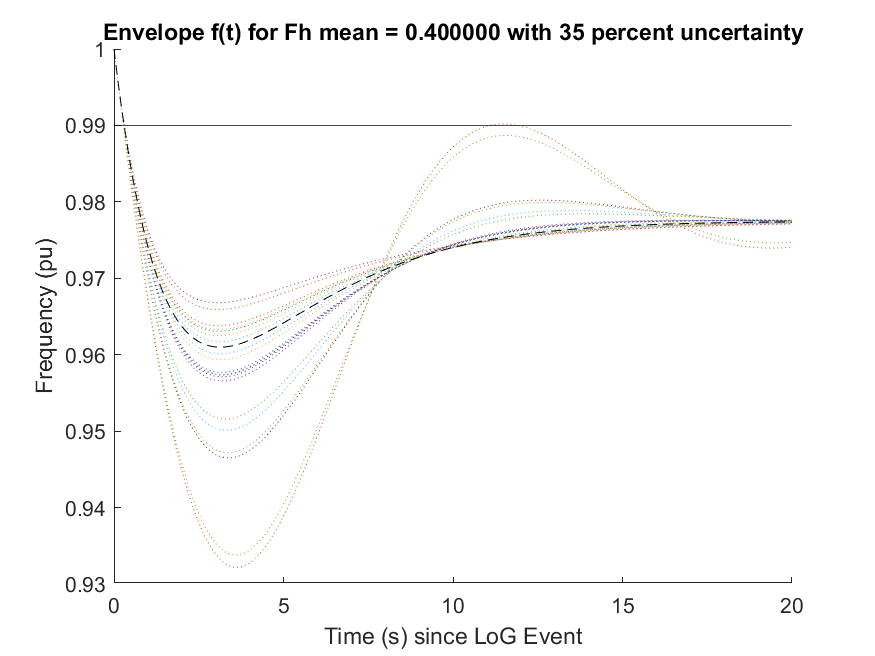 Envelope f(t) for Fh mean = 0.400000 with 35 percent uncertainty
1
0.99
0.98
0.97
0.96
0.95
0.94
0.93
Frequency (pu)
0 5 10 15 20
Time (s) since LoG Event